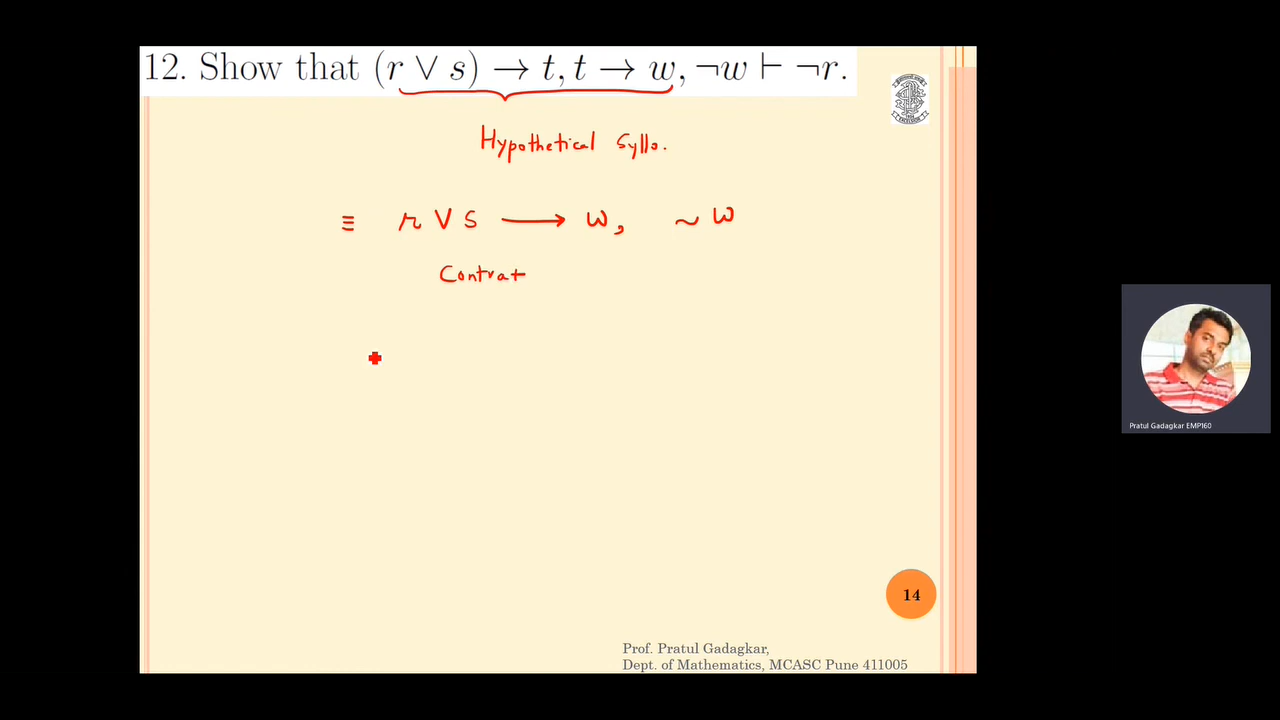 12. Show that (r ∨ s) → t, t → w, ¬w ⊢ ¬r.
Hypothetical Syllo.
≡ r ∨ s ⟶ w, ~ w
Contrat
14
Prof. Pratul Gadagkar,
Dept. of Mathematics, MCASC Pune 411005
Pratul Gadagkar EMP160